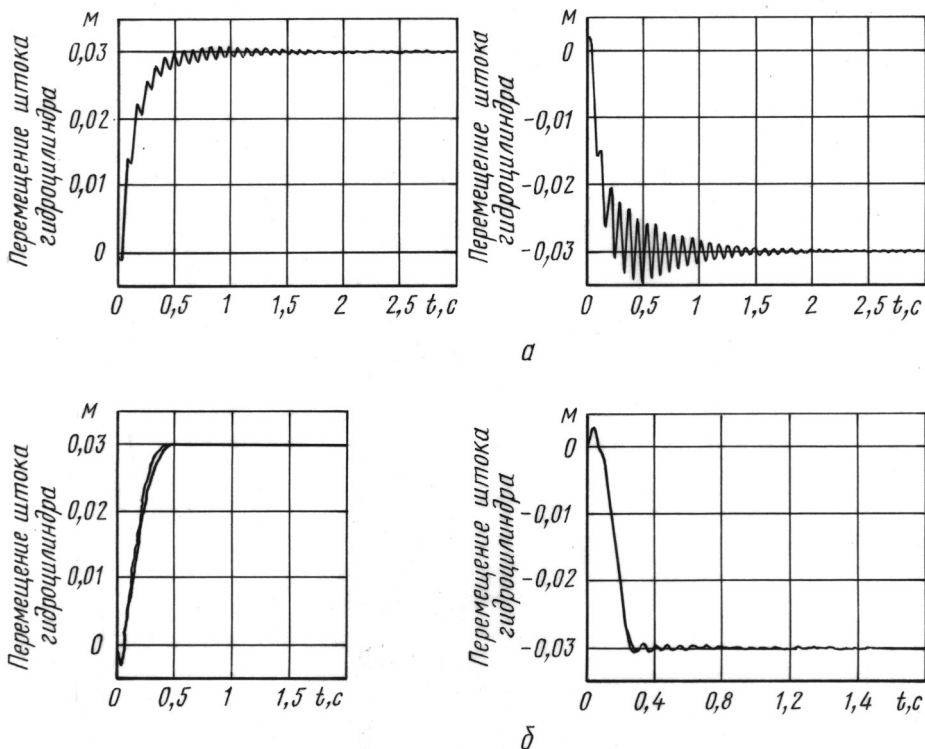 Перемещение штока
гидроцилиндра
м
0,03
0,02
0,01
0
0 0,5 1 1,5 2 2,5 t,c
Перемещение штока
гидроцилиндра
м
0
-0,01
-0,02
-0,03
0 0,5 1 1,5 2 2,5 t,c
а
Перемещение штока
гидроцилиндра
м
0,03
0,02
0,01
0
0 0,5 1 1,5 t,c
Перемещение штока
гидроцилиндра
м
0
-0,01
-0,02
-0,03
0 0,4 0,8 1,2 1,4 t,c
б